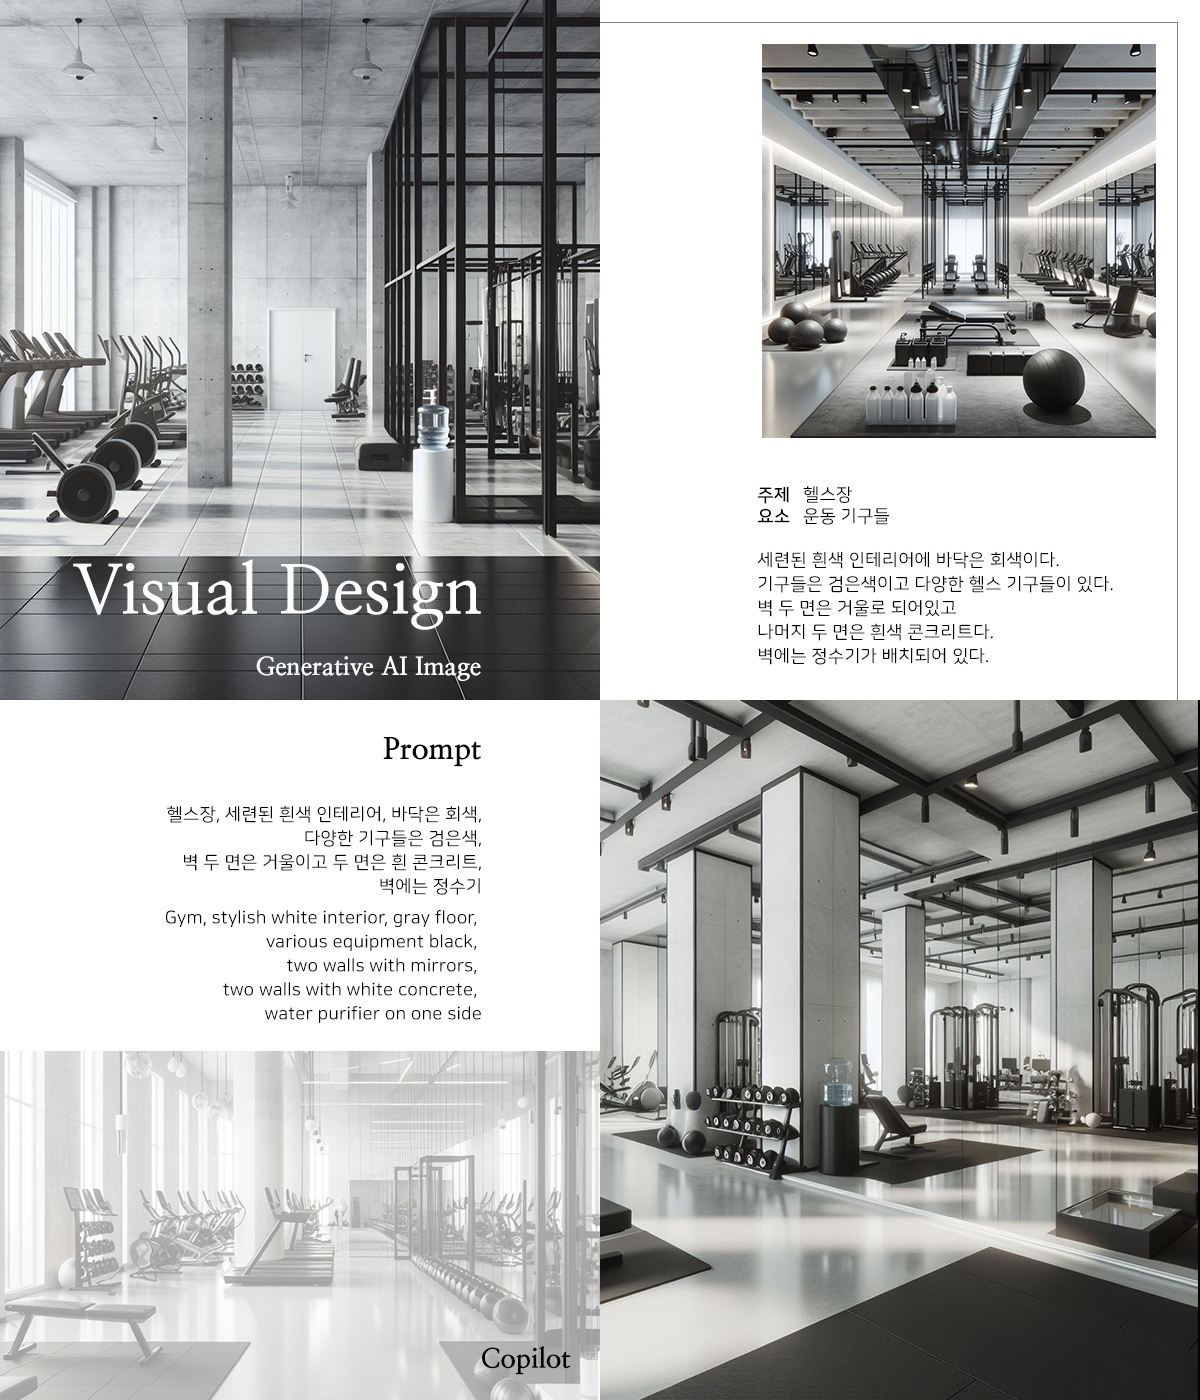 Visual Design
Generative AI Image
주제 헬스장
요소 운동 기구들
세련된 흰색 인테리어에 바닥은 회색이다.
기구들은 검은색이고 다양한 헬스 기구들이 있다.
벽 두 면은 거울로 되어있고
나머지 두 면은 흰색 콘크리트다.
벽에는 정수기가 배치되어 있다.
Prompt
헬스장, 세련된 흰색 인테리어, 바닥은 회색,
다양한 기구들은 검은색,
벽 두 면은 거울이고 두 면은 흰 콘크리트,
벽에는 정수기
Gym, stylish white interior, gray floor,
various equipment black,
two walls with mirrors,
two walls with white concrete,
water purifier on one side
Copilot